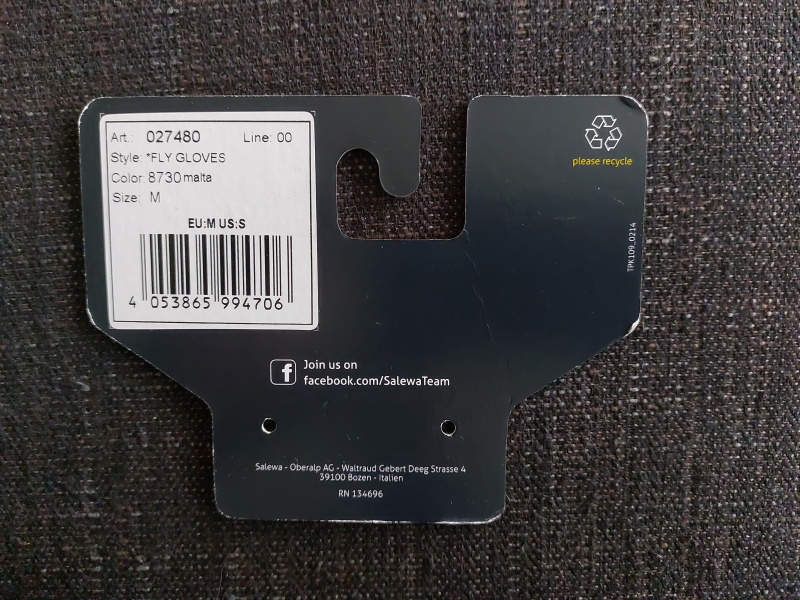 Art.: 027480 Line: 00
Style: *FLY GLOVES
Color: 8730 malta
Size: M
EU:M US:S
4 053865 994706
please recycle
TPK109_0214
f Join us on
facebook.com/SalewaTeam
Salewa - Oberalp AG - Waltraud Gebert Deeg Strasse 4
39100 Bozen - Italien
RN 134696